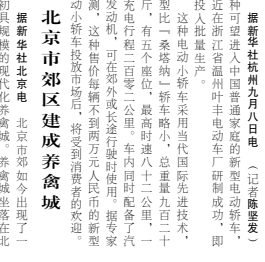 据新华社杭州九月八日电　（记者陈坚发）
种可望进入中国普通家庭的新型电动轿车，
近在浙江省温州叶丰电动车厂研制成功，即
投入批量生产。
这种电动小轿车采用当代国际先进技术，
型比『桑塔纳』轿车略小，总重量九百二十
斤，有五个座位，最高时速八十二公里，一
充电行程二百零二公里。车内同时配备了汽
发动机，可在郊外或长途行驶时使用。据专家
测，这种售价每辆不到两万元人民币的新型
动小轿车投放市场后，将受到消费者的欢迎。
北京市郊区建成养禽城
据新华社北京电　北京市郊如今出现了一
初具规模的现代化养禽城。养禽城坐落在北